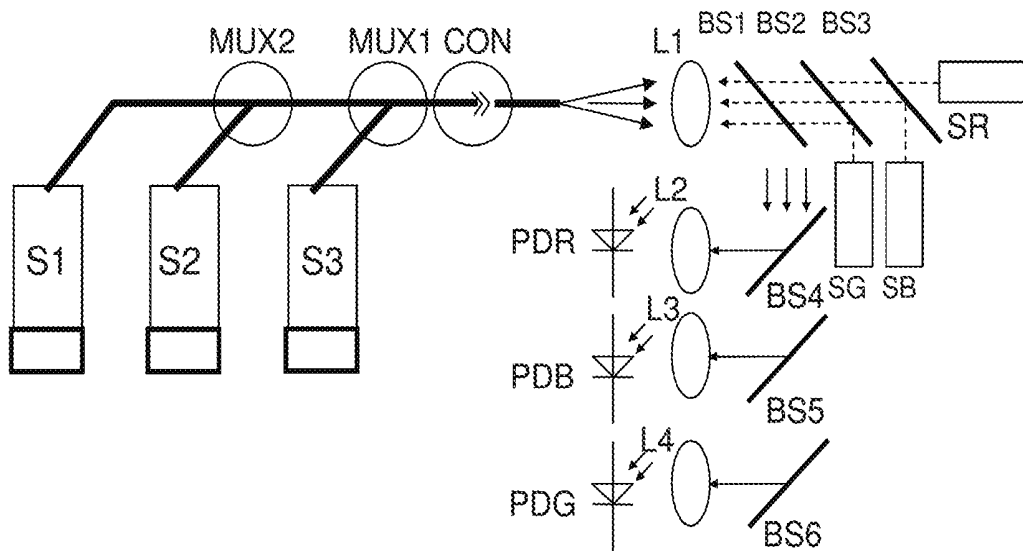 MUX2 MUX1 CON L1 BS1 BS2 BS3
SR
S1 S2 S3
L2
PDR
BS4 SG SB
L3
PDB
BS5
L4
PDG
BS6